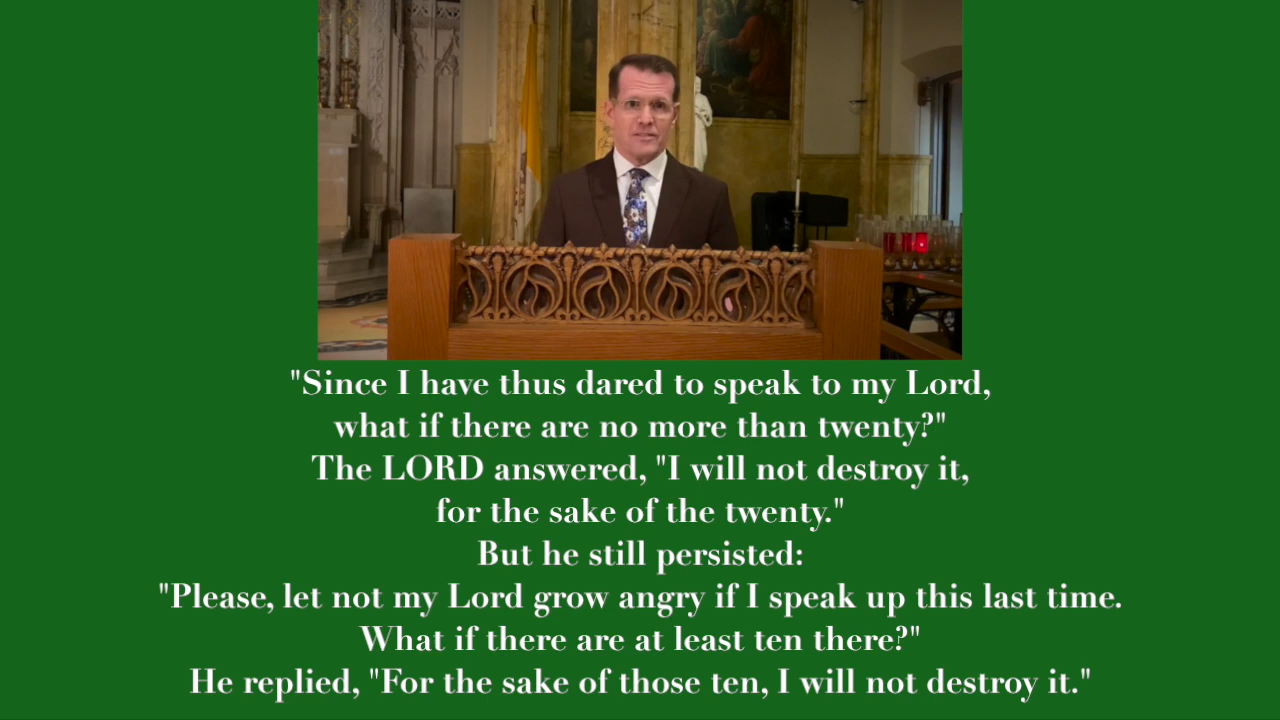 "Since I have thus dared to speak to my Lord,
what if there are no more than twenty?"
The LORD answered, "I will not destroy it,
for the sake of the twenty."
But he still persisted:
"Please, let not my Lord grow angry if I speak up this last time.
What if there are at least ten there?"
He replied, "For the sake of those ten, I will not destroy it."